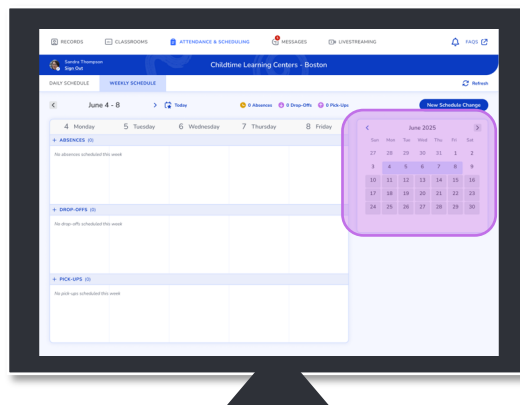 RECORDS CLASSROOMS ATTENDANCE & SCHEDULING MESSAGES LIVESTREAMING FAQS
Sandra Thompson
Sign Out
Childtime Learning Centers - Boston
DAILY SCHEDULE WEEKLY SCHEDULE Refresh
June 4 - 8 Today 0 Absences 0 Drop-Offs 0 Pick-Ups New Schedule Change
4 Monday 5 Tuesday 6 Wednesday 7 Thursday 8 Friday
+ ABSENCES (0)
No absences scheduled this week
+ DROP-OFFS (0)
No drop-offs scheduled this week
+ PICK-UPS (0)
No pick-ups scheduled this week
June 2025
Sun Mon Tue Wed Thu Fri Sat
27 28 29 30 31 1 2
3 4 5 6 7 8 9
10 11 12 13 14 15 16
17 18 19 20 21 22 23
24 25 26 27 28 29 30